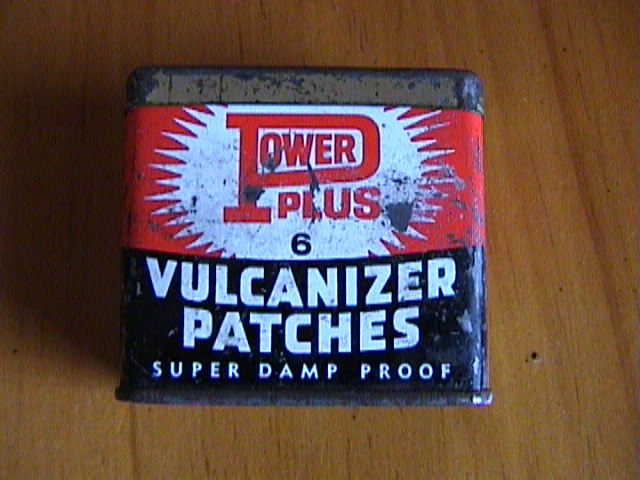 POWER
PLUS
6
VULCANIZER
PATCHES
SUPER DAMP PROOF